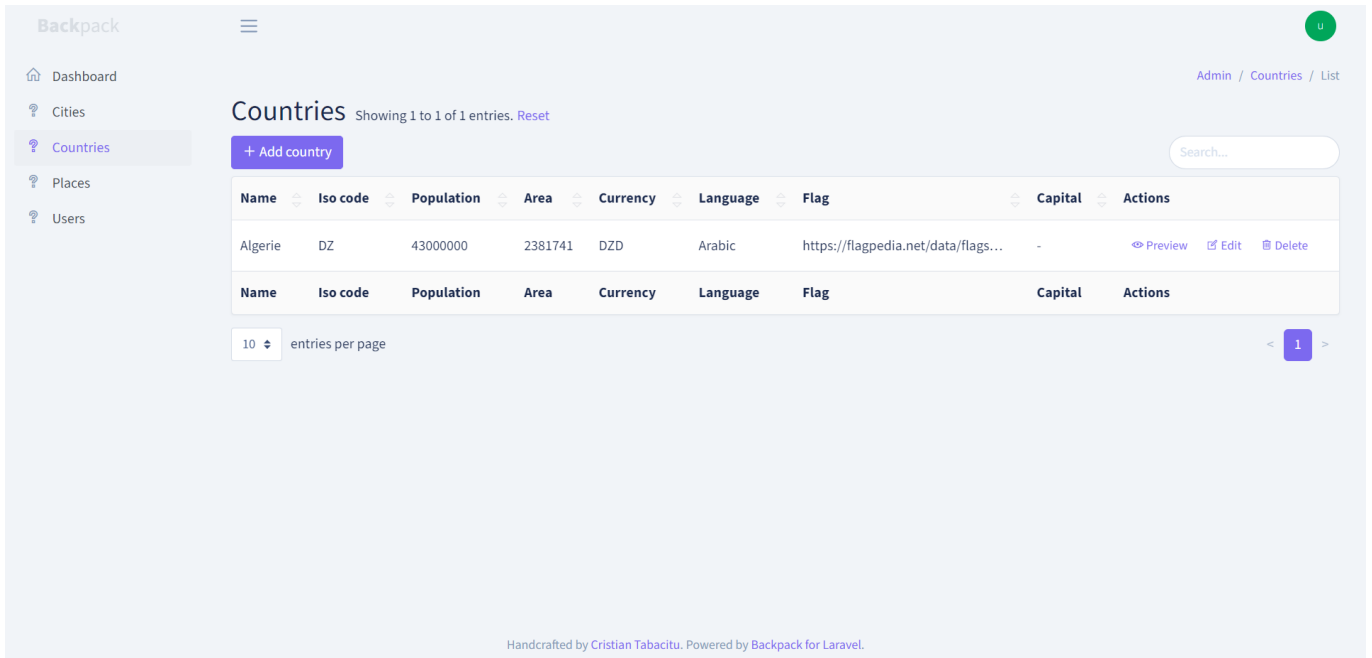 Backpack
u
Dashboard
Cities
Countries
Places
Users
Admin / Countries / List
Countries Showing 1 to 1 of 1 entries. Reset
+ Add country
Search...
Name Iso code Population Area Currency Language Flag Capital Actions
Algerie DZ 43000000 2381741 DZD Arabic https://flagpedia.net/data/flags... - Preview Edit Delete
Name Iso code Population Area Currency Language Flag Capital Actions
10 entries per page
< 1 >
Handcrafted by Cristian Tabacitu. Powered by Backpack for Laravel.